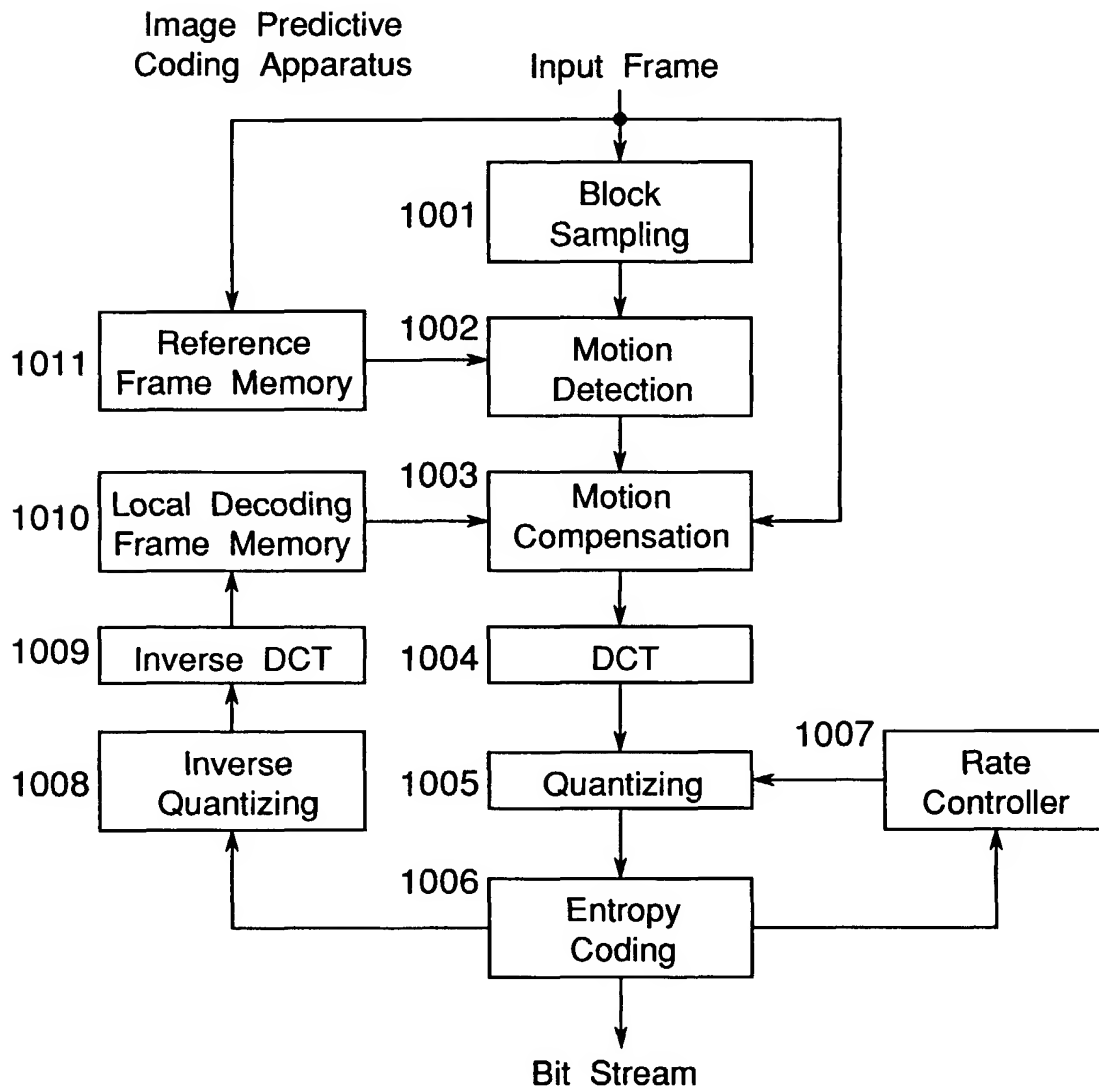 Image Predictive
Coding Apparatus
Input Frame
1001
Block
Sampling
1011
Reference
Frame Memory
1002
Motion
Detection
1010
Local Decoding
Frame Memory
1003
Motion
Compensation
1009
Inverse DCT
1004
DCT
1008
Inverse
Quantizing
1005
Quantizing
1007
Rate
Controller
1006
Entropy
Coding
Bit Stream